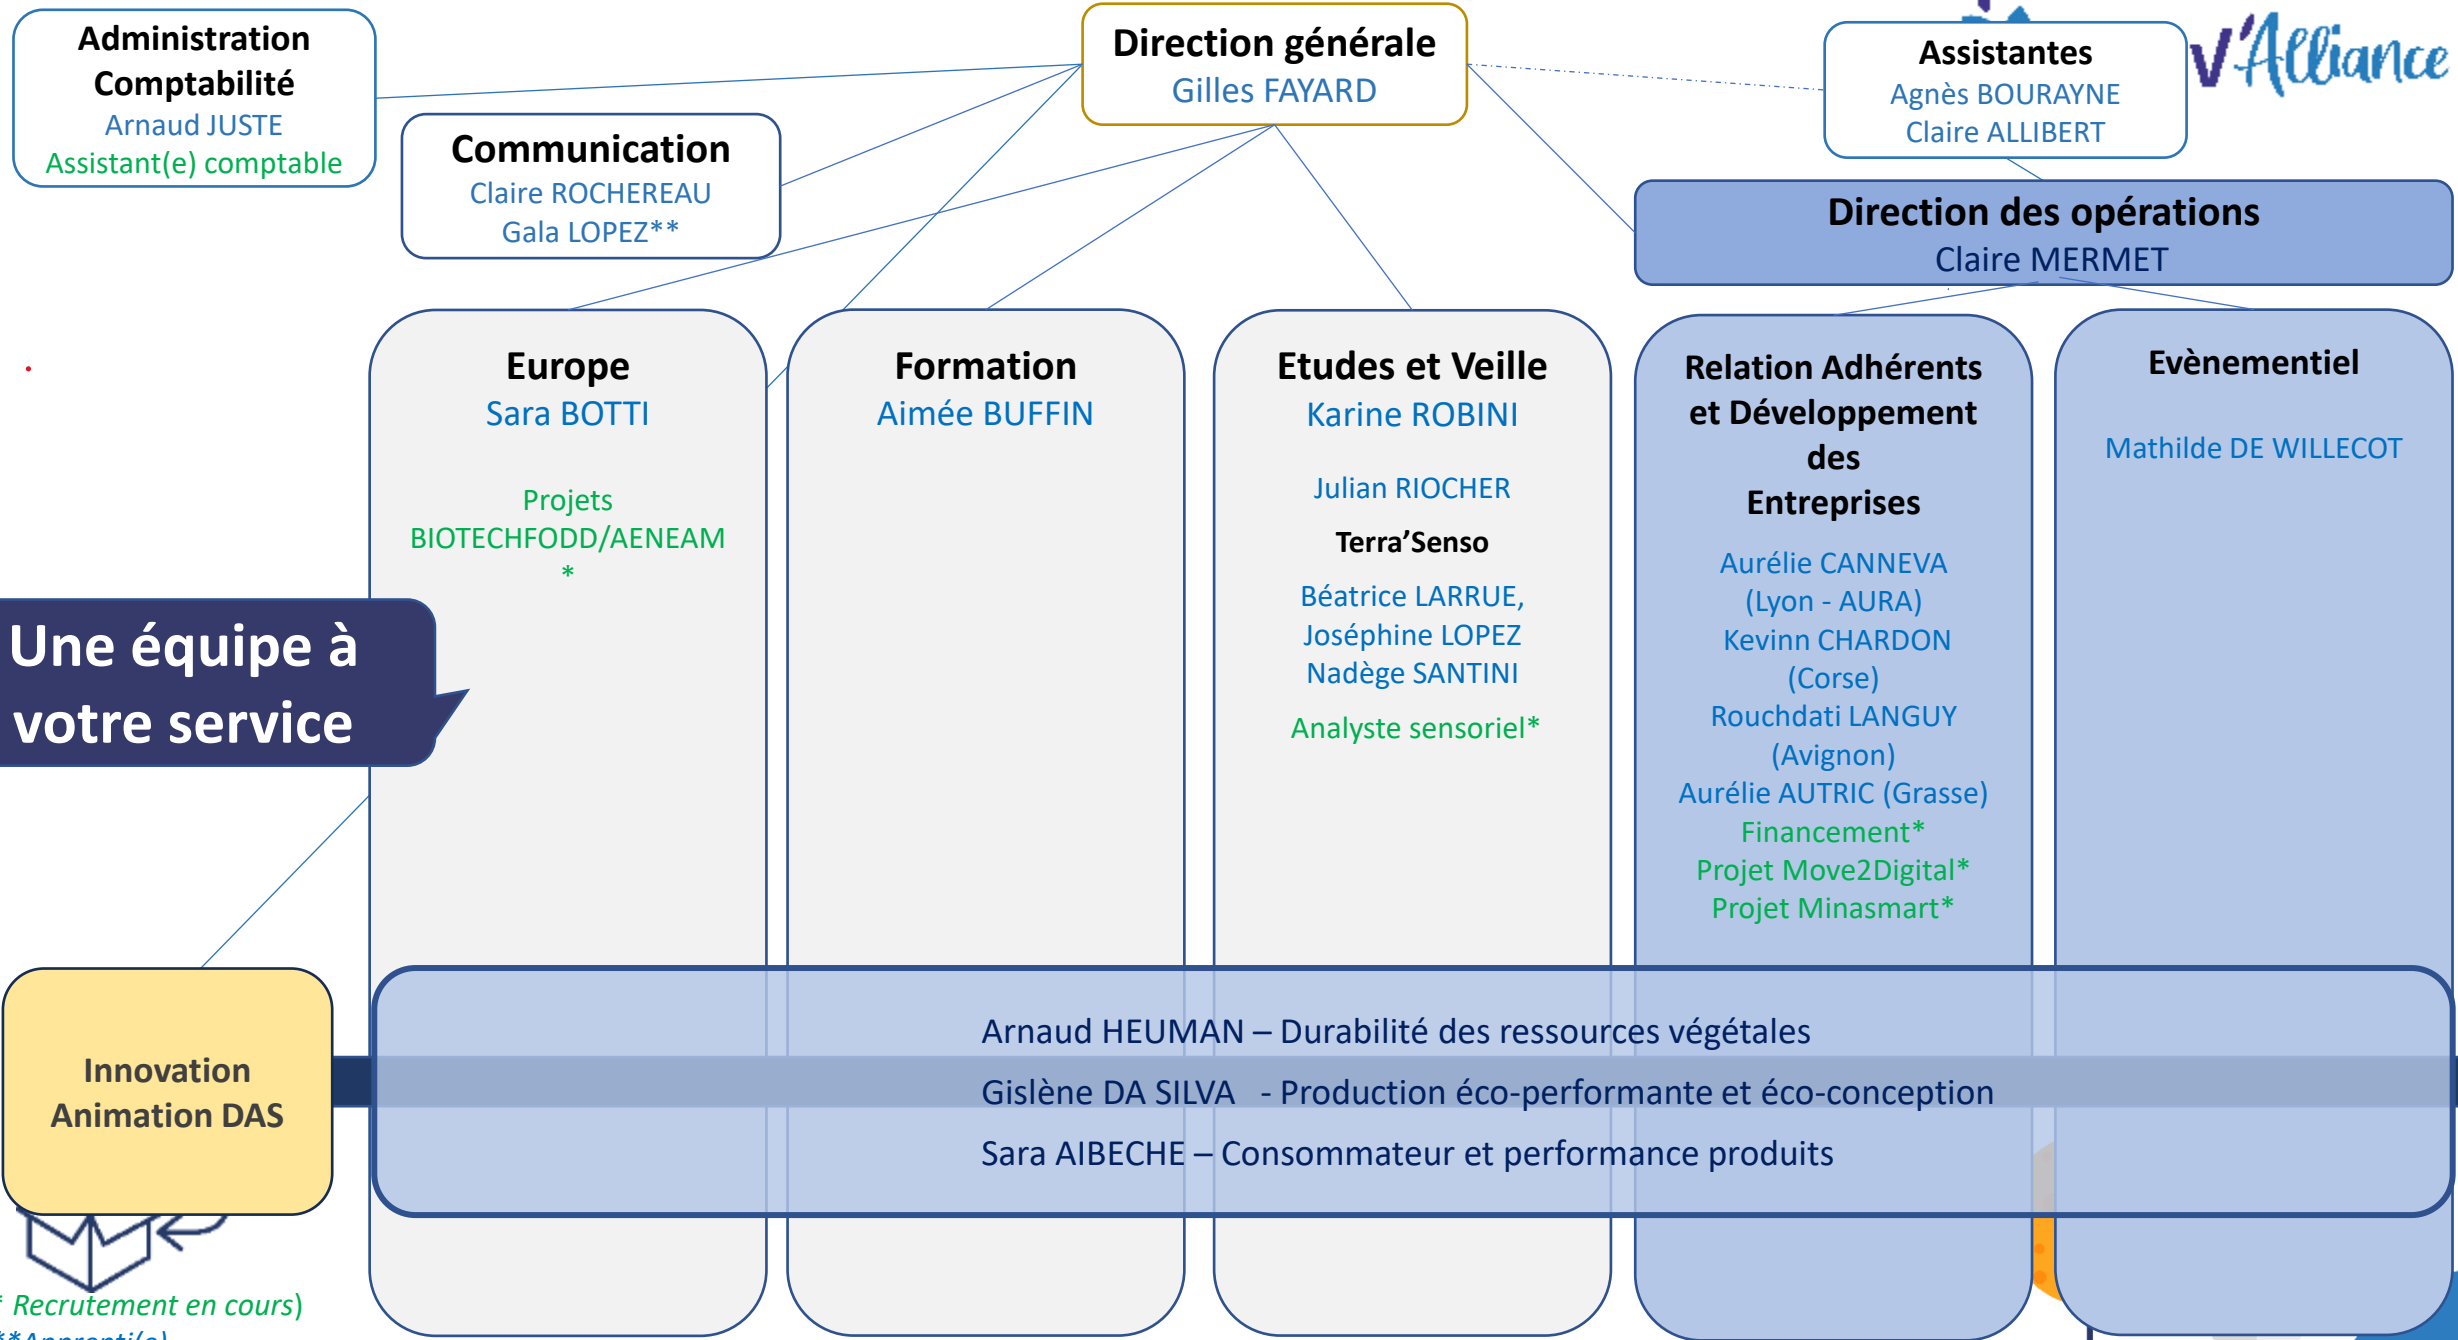 Administration
Comptabilité
Arnaud JUSTE
Assistant(e) comptable
Communication
Claire ROCHEREAU
Gala LOPEZ**
Direction générale
Gilles FAYARD
Assistantes
Agnès BOURAYNE
Claire ALLIBERT
v'Alliance
Direction des opérations
Claire MERMET
Europe
Sara BOTTI
Projets
BIOTECHFODD/AENEAM
*
Formation
Aimée BUFFIN
Etudes et Veille
Karine ROBINI
Julian RIOCHER
Terra'Senso
Béatrice LARRUE,
Joséphine LOPEZ
Nadège SANTINI
Analyste sensoriel*
Relation Adhérents
et Développement
des
Entreprises
Aurélie CANNEVA
(Lyon - AURA)
Kevinn CHARDON
(Corse)
Rouchdati LANGUY
(Avignon)
Aurélie AUTRIC (Grasse)
Financement*
Projet Move2Digital*
Projet Minasmart*
Evènementiel
Mathilde DE WILLECOT
Une équipe à
votre service
Innovation
Animation DAS
Arnaud HEUMAN – Durabilité des ressources végétales
Gislène DA SILVA - Production éco-performante et éco-conception
Sara AIBECHE – Consommateur et performance produits
* Recrutement en cours)
**Apprenti(e)